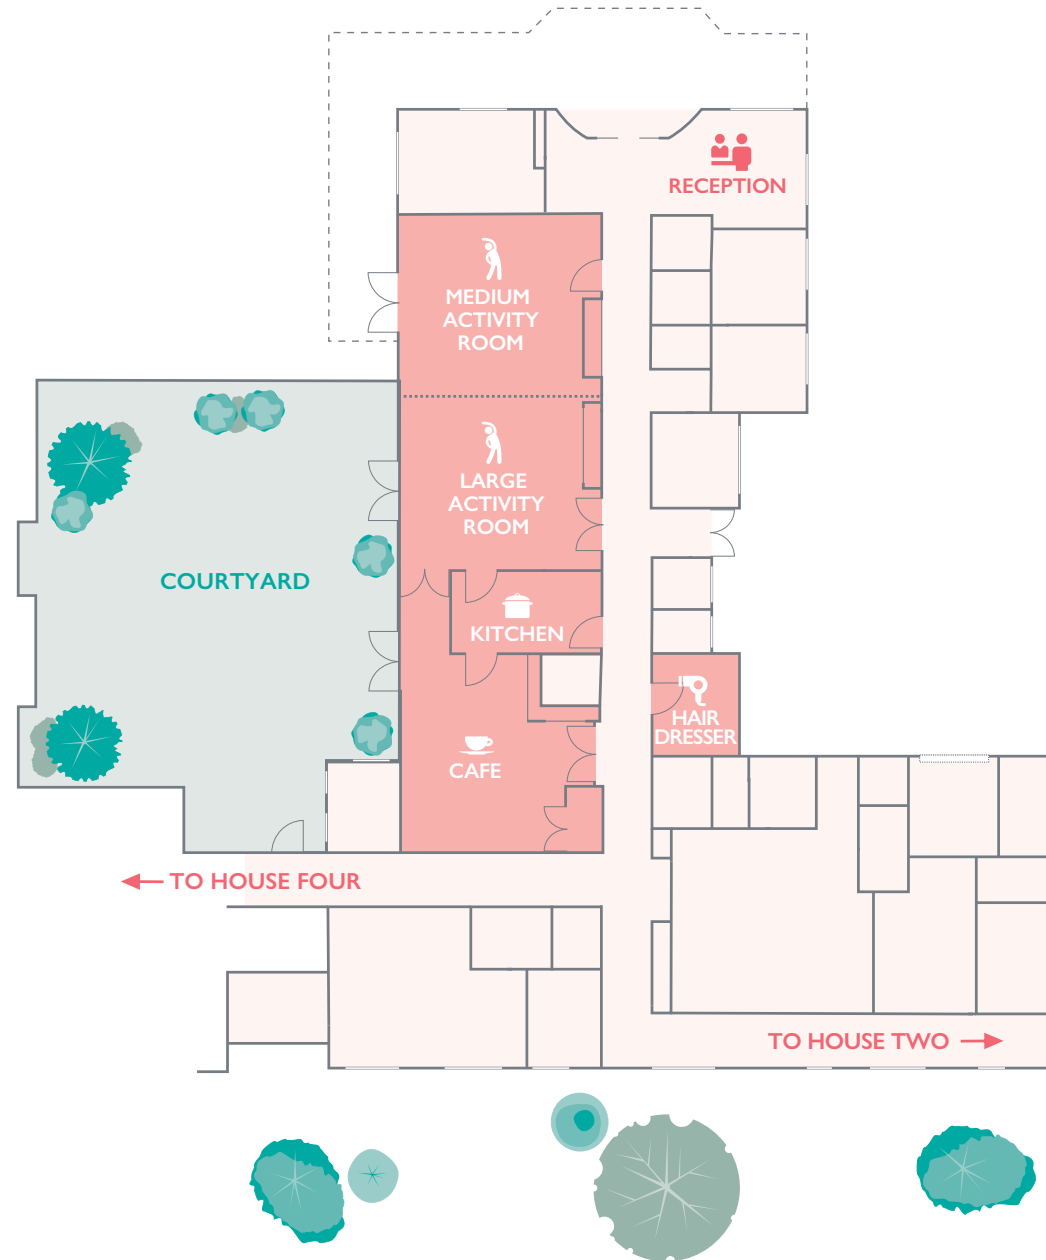 RECEPTION
MEDIUM
ACTIVITY
ROOM
LARGE
ACTIVITY
ROOM
COURTYARD
KITCHEN
HAIR
DRESSER
CAFE
TO HOUSE FOUR
TO HOUSE TWO